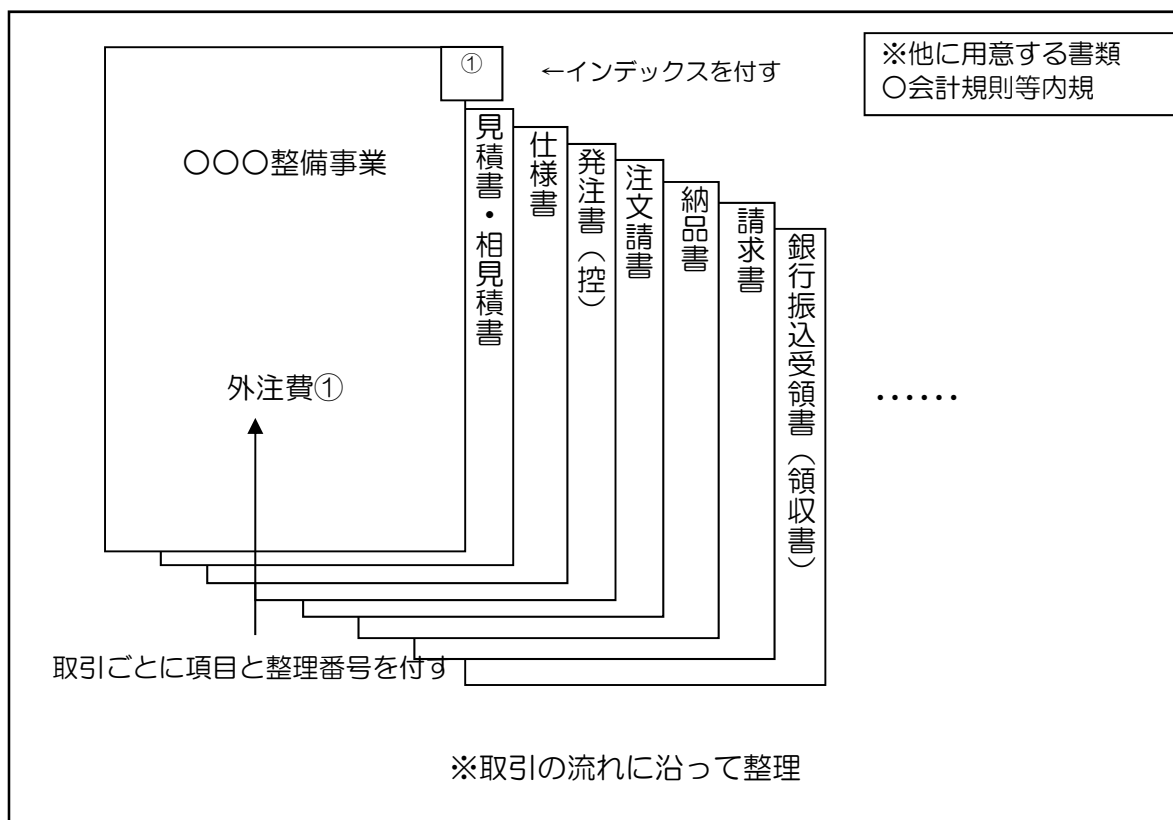 ①
←インデックスを付す
※他に用意する書類
〇会計規則等内規
〇〇〇整備事業
外注費①
見積書・相見積書
仕様書
発注書（控）
注文請書
納品書
請求書
銀行振込受領書（領収書）
……
取引ごとに項目と整理番号を付す
※取引の流れに沿って整理